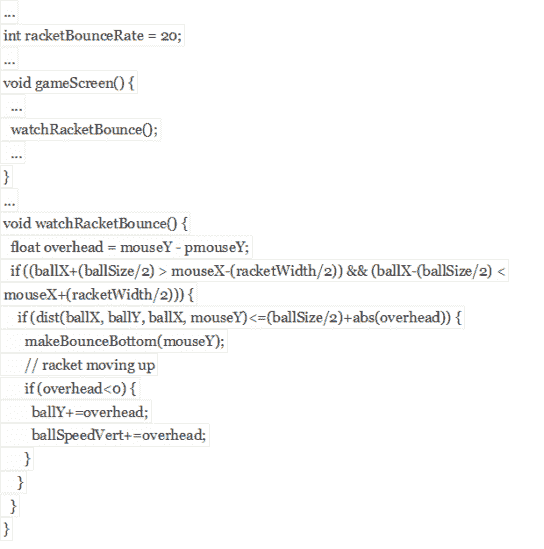 ...
int racketBounceRate = 20;
...
void gameScreen() {
  ...
  watchRacketBounce();
  ...
}
...
void watchRacketBounce() {
  float overhead = mouseY - pmouseY;
  if ((ballX+(ballSize/2) > mouseX-(racketWidth/2)) && (ballX-(ballSize/2) <
mouseX+(racketWidth/2))) {
    if (dist(ballX, ballY, ballX, mouseY)<=(ballSize/2)+abs(overhead)) {
      makeBounceBottom(mouseY);
      // racket moving up
      if (overhead<0) {
        ballY+=overhead;
        ballSpeedVert+=overhead;
      }
    }
  }
}